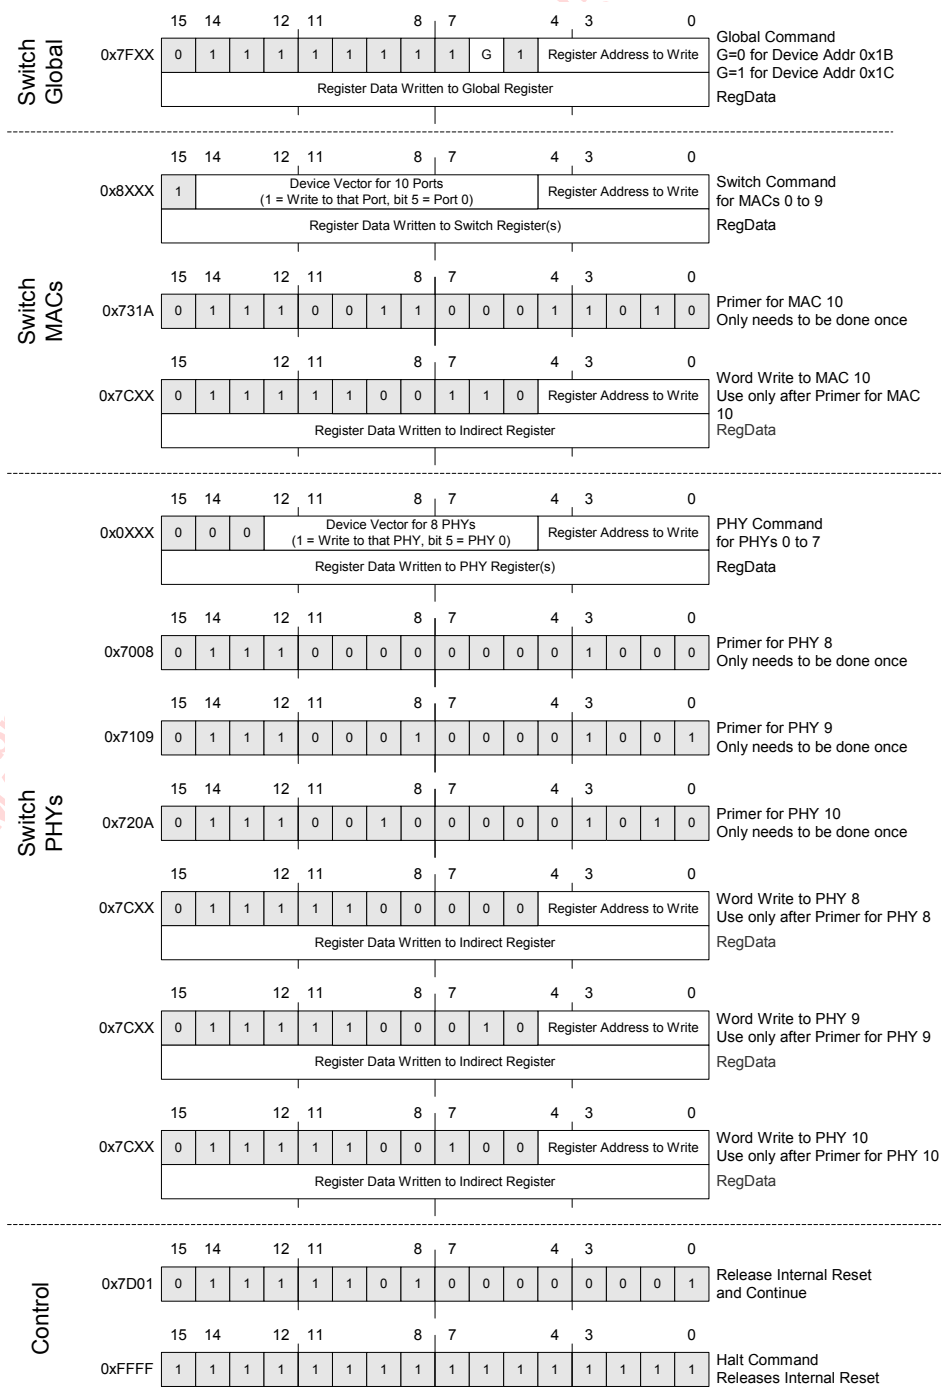 Switch
Global
15 14 12 11 8 7 4 3 0
0x7FXX 0 1 1 1 1 1 1 1 1 G 1 Register Address to Write
Global Command
G=0 for Device Addr 0x1B
G=1 for Device Addr 0x1C
Register Data Written to Global Register RegData
Switch
MACs
15 14 12 11 8 7 4 3 0
0x8XXX 1 Device Vector for 10 Ports
(1 = Write to that Port, bit 5 = Port 0)
Register Address to Write
Switch Command
for MACs 0 to 9
Register Data Written to Switch Register(s) RegData
15 14 12 11 8 7 4 3 0
0x731A 0 1 1 1 0 0 1 1 0 0 0 1 1 0 1 0
Primer for MAC 10
Only needs to be done once
15 12 11 8 7 4 3 0
0x7CXX 0 1 1 1 1 1 0 0 1 1 0 Register Address to Write
Word Write to MAC 10
Use only after Primer for MAC
10
Register Data Written to Indirect Register RegData
Switch
PHYs
15 14 12 11 8 7 4 3 0
0x0XXX 0 0 0 Device Vector for 8 PHYs
(1 = Write to that PHY, bit 5 = PHY 0)
Register Address to Write
PHY Command
for PHYs 0 to 7
Register Data Written to PHY Register(s) RegData
15 14 12 11 8 7 4 3 0
0x7008 0 1 1 1 0 0 0 0 0 0 0 0 1 0 0 0
Primer for PHY 8
Only needs to be done once
15 14 12 11 8 7 4 3 0
0x7109 0 1 1 1 0 0 0 1 0 0 0 0 1 0 0 1
Primer for PHY 9
Only needs to be done once
15 14 12 11 8 7 4 3 0
0x720A 0 1 1 1 0 0 1 0 0 0 0 0 1 0 1 0
Primer for PHY 10
Only needs to be done once
15 12 11 8 7 4 3 0
0x7CXX 0 1 1 1 1 1 0 0 0 0 0 Register Address to Write
Word Write to PHY 8
Use only after Primer for PHY 8
Register Data Written to Indirect Register RegData
15 12 11 8 7 4 3 0
0x7CXX 0 1 1 1 1 1 0 0 0 1 0 Register Address to Write
Word Write to PHY 9
Use only after Primer for PHY 9
Register Data Written to Indirect Register RegData
15 12 11 8 7 4 3 0
0x7CXX 0 1 1 1 1 1 0 0 1 0 0 Register Address to Write
Word Write to PHY 10
Use only after Primer for PHY 10
Register Data Written to Indirect Register RegData
Control
15 14 12 11 8 7 4 3 0
0x7D01 0 1 1 1 1 1 0 1 0 0 0 0 0 0 0 1
Release Internal Reset
and Continue
15 14 12 11 8 7 4 3 0
0xFFFF 1 1 1 1 1 1 1 1 1 1 1 1 1 1 1 1
Halt Command
Releases Internal Reset